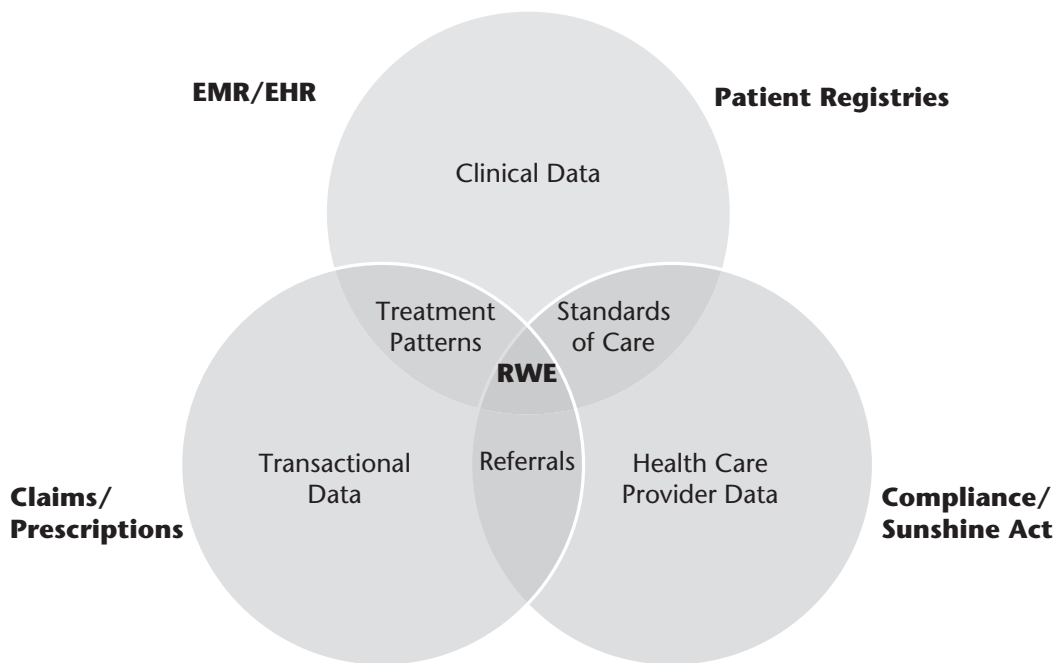 EMR/EHR
Patient Registries
Clinical Data
Treatment
Patterns
Standards
of Care
RWE
Transactional
Data
Referrals
Health Care
Provider Data
Claims/
Prescriptions
Compliance/
Sunshine Act